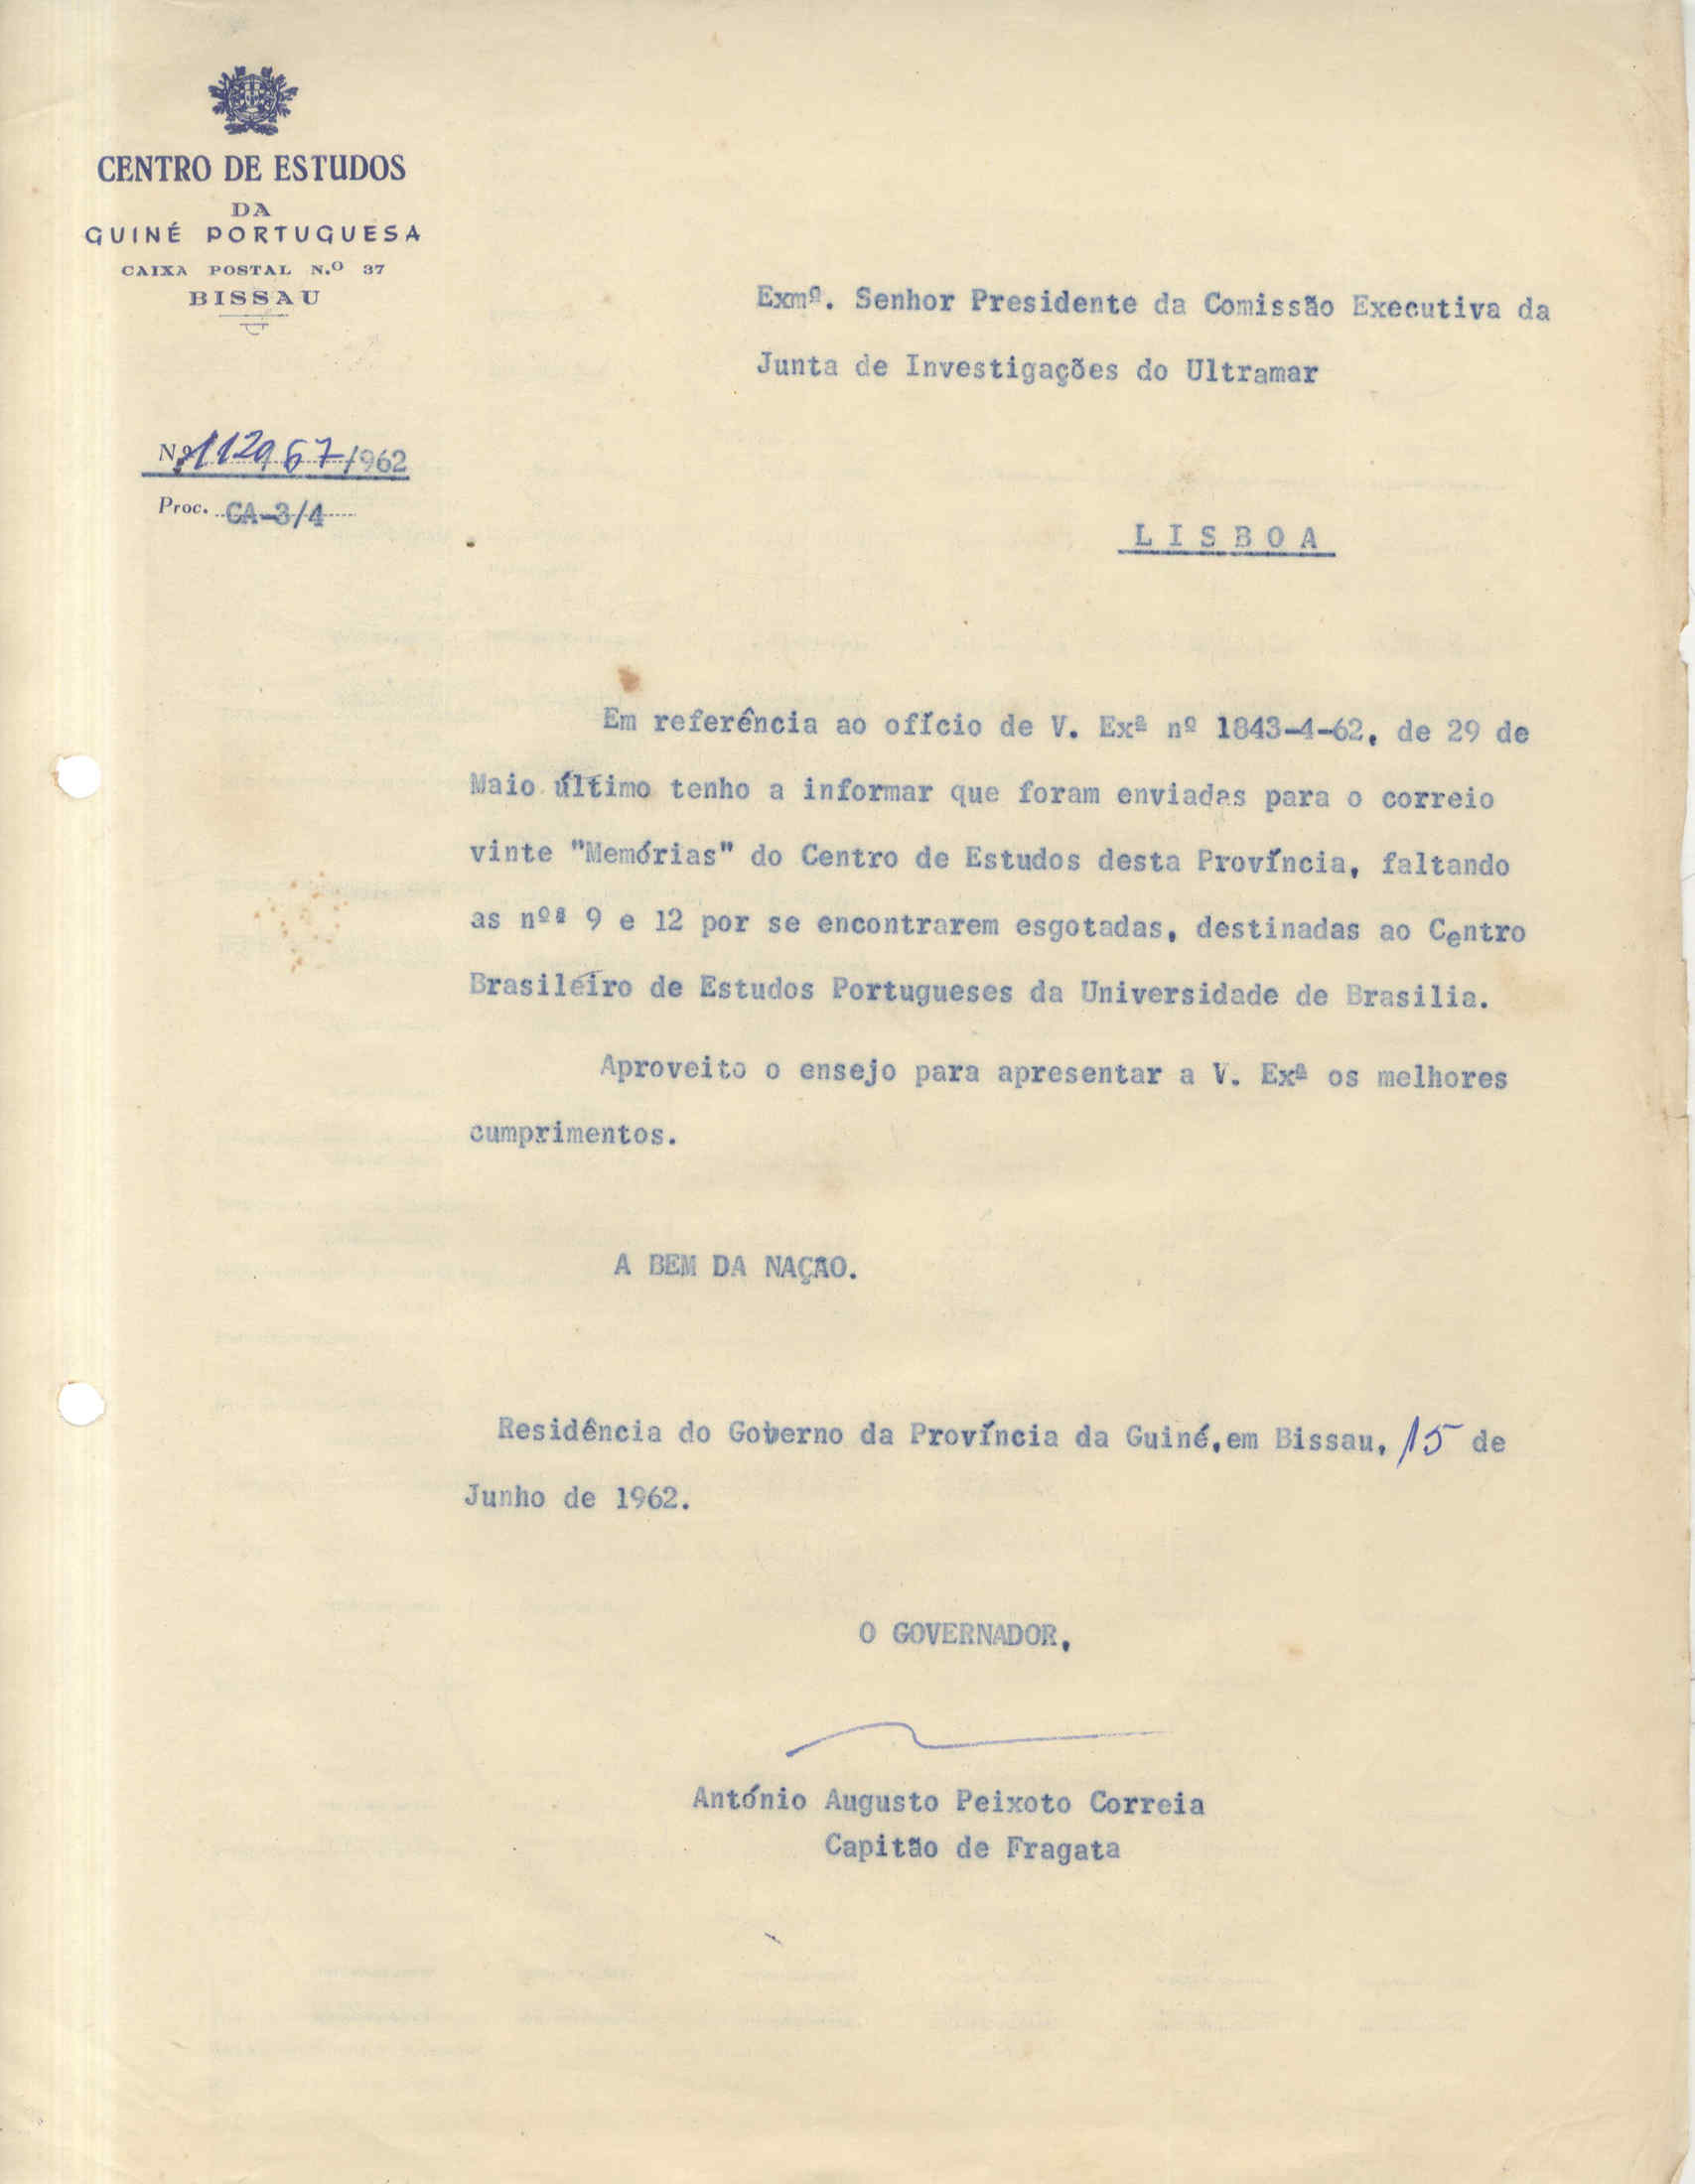 CENTRO DE ESTUDOS
DA
GUINÉ PORTUGUESA
CAIXA POSTAL N.º 37
BISSAU
Exmº. Senhor Presidente da Comissão Executiva da
Junta de Investigações do Ultramar
Nº /1962
Proc. CA-3/4
LISBOA
Em referência ao ofício de V. Exª nº 1843-4-62, de 29 de
Maio último tenho a informar que foram enviadas para o correio
vinte "Memórias" do Centro de Estudos desta Província, faltando
as nºs 9 e 12 por se encontrarem esgotadas, destinadas ao Centro
Brasiléiro de Estudos Portugueses da Universidade de Brasilia.
Aproveito o ensejo para apresentar a V. Exª os melhores
cumprimentos.
A BEM DA NAÇÃO.
Residência do Governo da Província da Guiné,em Bissau, 15 de
Junho de 1962.
O GOVERNADOR,
António Augusto Peixoto Correia
Capitão de Fragata